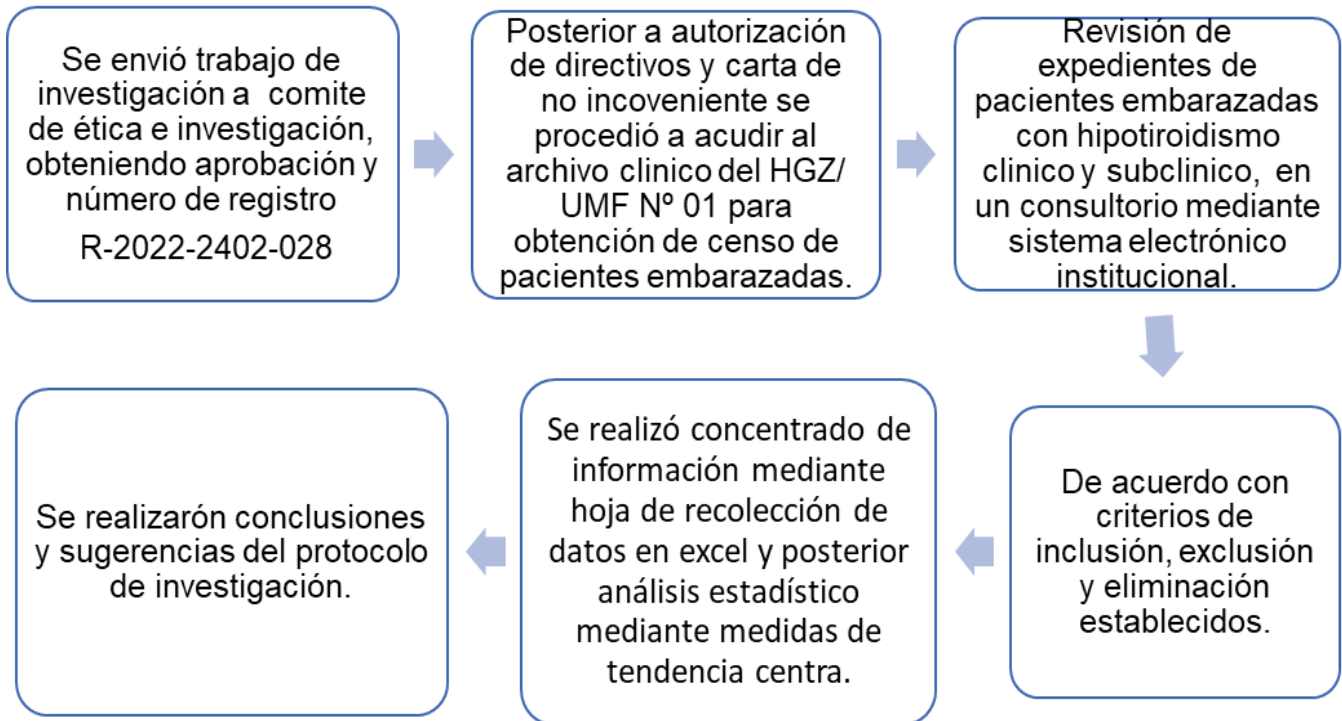 Se envió trabajo de
investigación a comite
de ética e investigación,
obteniendo aprobación y
número de registro
R-2022-2402-028
Posterior a autorización
de directivos y carta de
no incoveniente se
procedió a acudir al
archivo clinico del HGZ/
UMF Nº 01 para
obtención de censo de
pacientes embarazadas.
Revisión de
expedientes de
pacientes embarazadas
con hipotiroidismo
clinico y subclinico, en
un consultorio mediante
sistema electrónico
institucional.
De acuerdo con
criterios de
inclusión, exclusión
y eliminación
establecidos.
Se realizó concentrado de
información mediante
hoja de recolección de
datos en excel y posterior
análisis estadístico
mediante medidas de
tendencia centra.
Se realizarón conclusiones
y sugerencias del protocolo
de investigación.